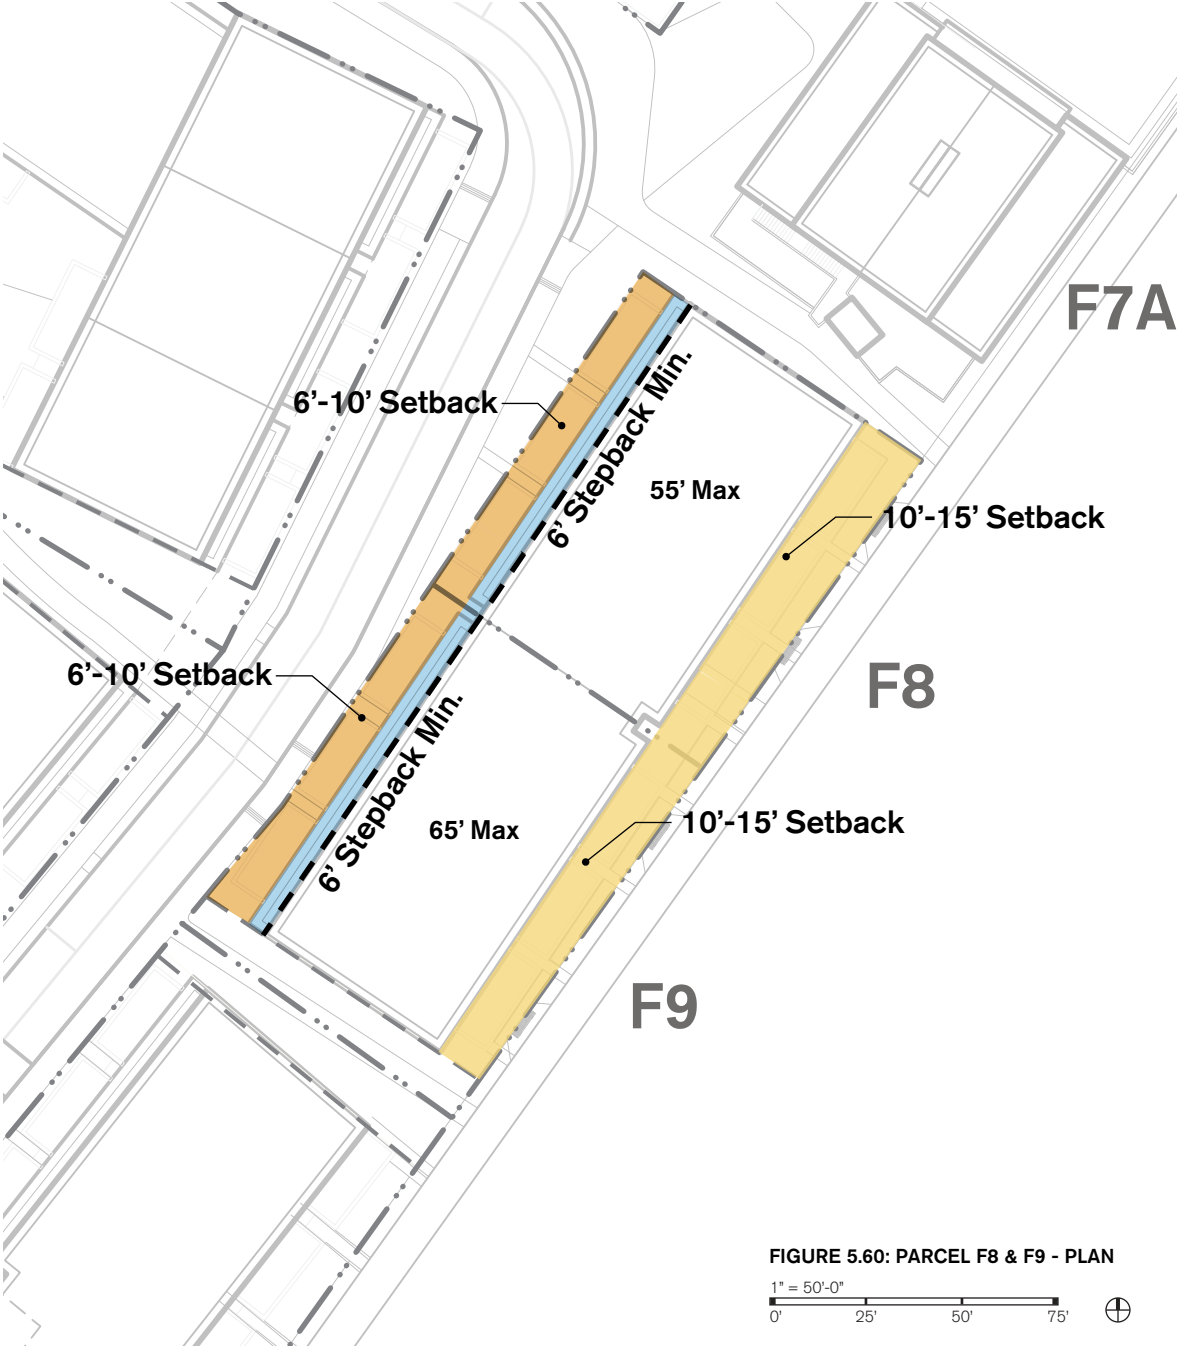 F7A
6’-10’ Setback
6’ Stepback Min.
55’ Max
10’-15’ Setback
F8
6’-10’ Setback
6’ Stepback Min.
65’ Max
10’-15’ Setback
F9
FIGURE 5.60: PARCEL F8 & F9 - PLAN
1" = 50'-0"
0' 25' 50' 75'